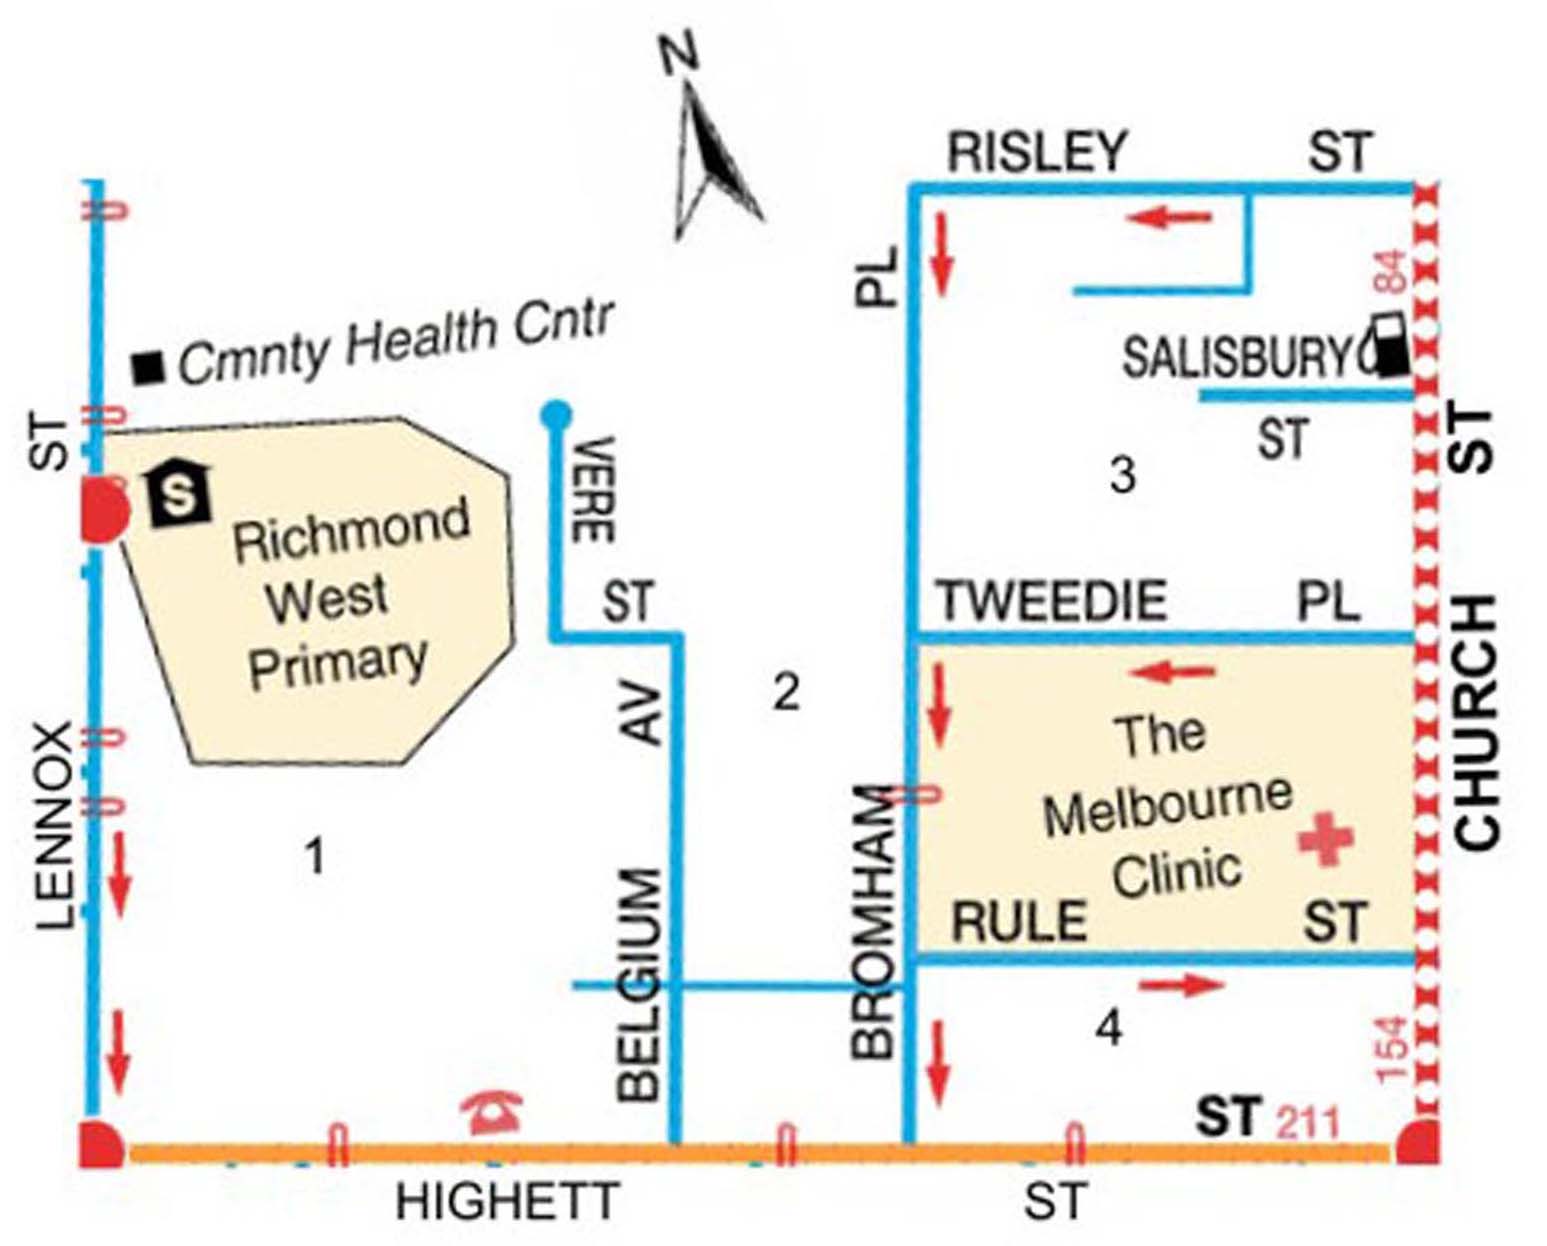 N
RISLEY ST
PL
84
Cmnty Health Cntr
SALISBURY
ST
ST
ST
VERE
3
S
Richmond
West
Primary
ST
TWEEDIE PL
AV
2
CHURCH
The
Melbourne
Clinic
LENNOX
1
BROMHAM
BELGIUM
RULE ST
4
154
ST 211
HIGHETT ST